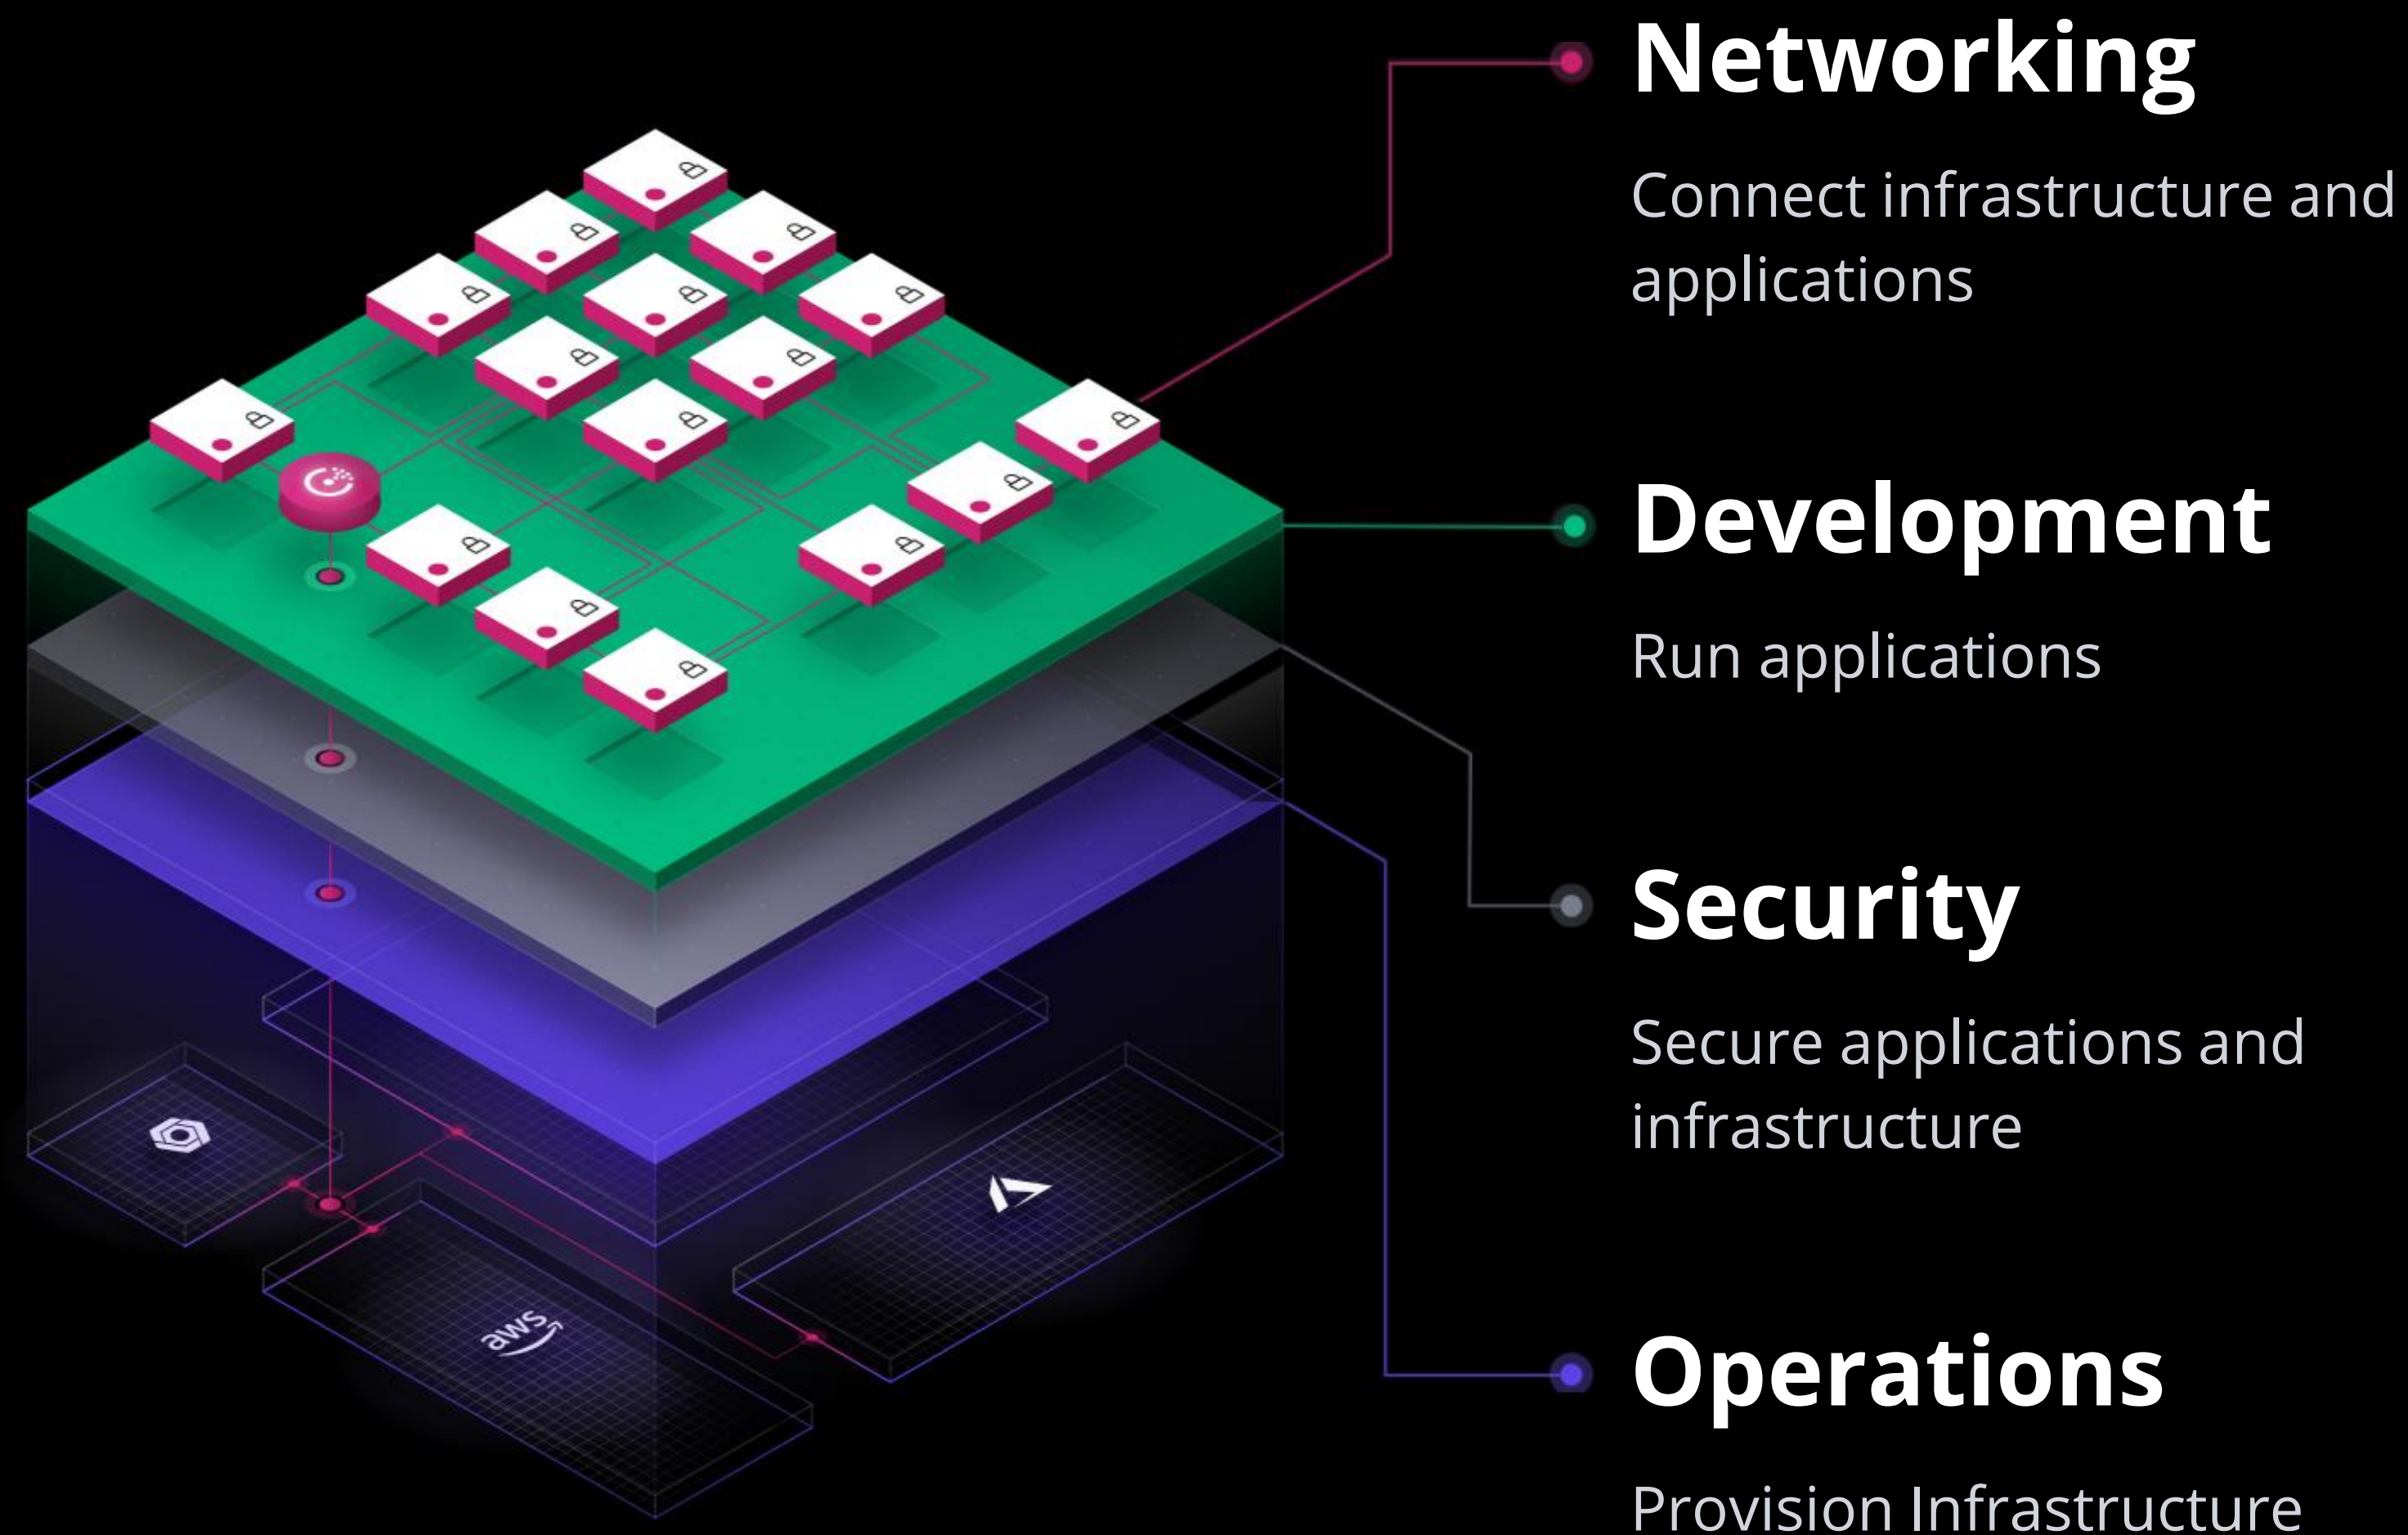 Networking
Connect infrastructure and
applications
Development
Run applications
Security
Secure applications and
infrastructure
Operations
Provision Infrastructure
aws